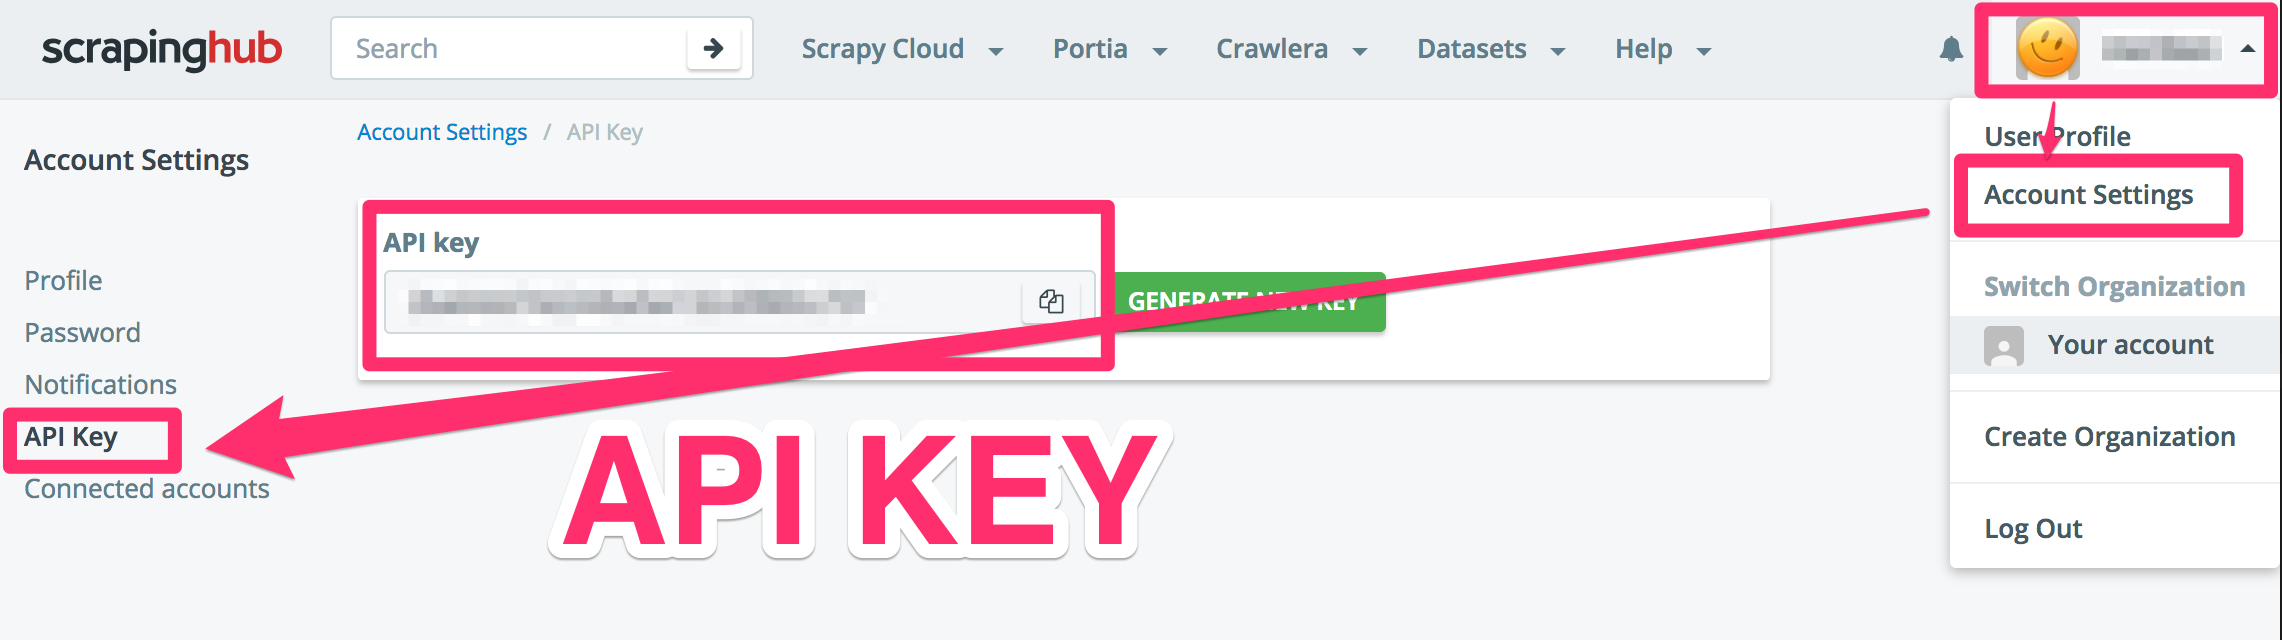 scrapinghub
Search
Scrapy Cloud
Portia
Crawlera
Datasets
Help
Account Settings
Profile
Password
Notifications
API Key
Connected accounts
Account Settings / API Key
API key
GENERATE NEW KEY
API KEY
User Profile
Account Settings
Switch Organization
Your account
Create Organization
Log Out